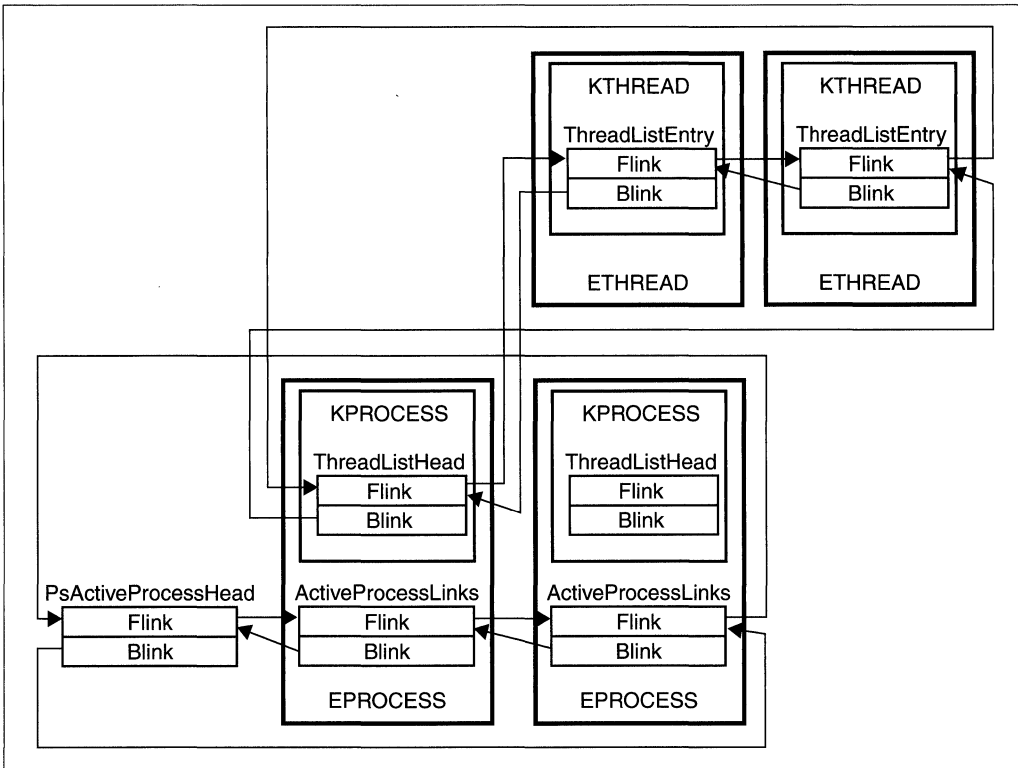 KTHREAD
KTHREAD
ThreadListEntry
ThreadListEntry
Flink
Flink
Blink
Blink
ETHREAD
ETHREAD
KPROCESS
KPROCESS
ThreadListHead
ThreadListHead
Flink
Flink
Blink
Blink
PsActiveProcessHead
ActiveProcessLinks
ActiveProcessLinks
Flink
Flink
Flink
Blink
Blink
Blink
EPROCESS
EPROCESS